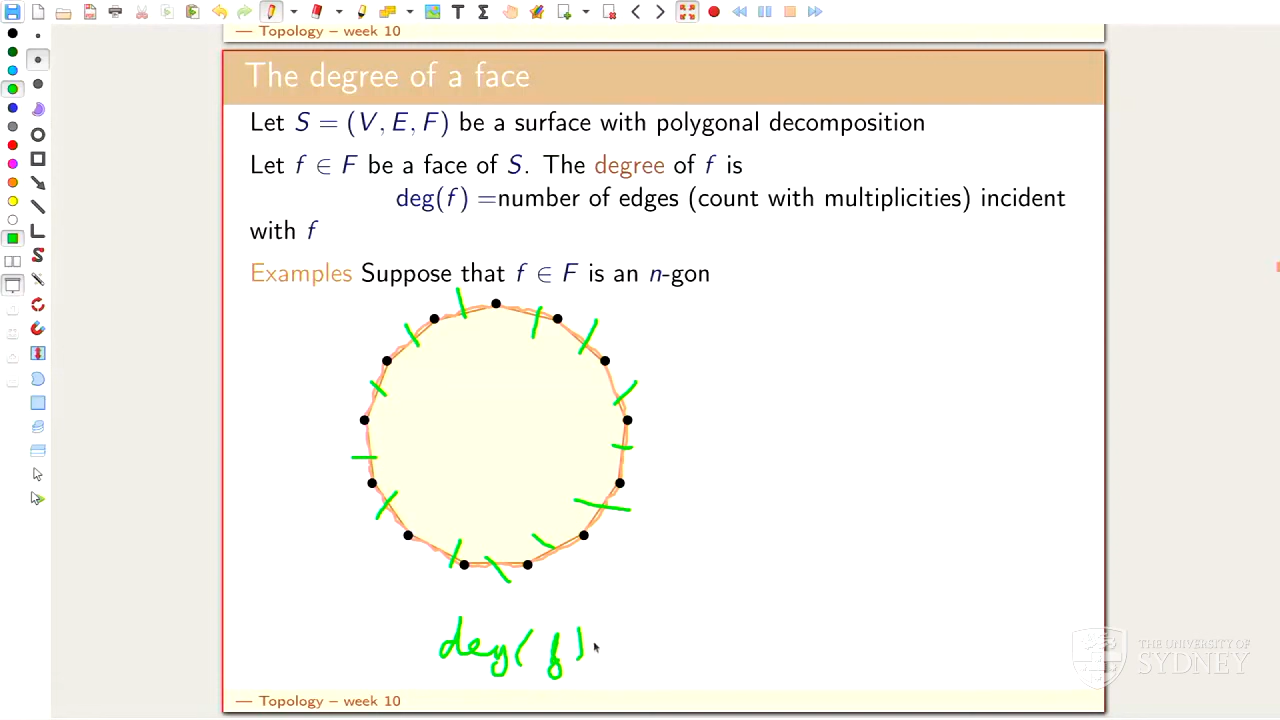 — Topology – week 10
The degree of a face
Let S = (V, E, F) be a surface with polygonal decomposition
Let f ∈ F be a face of S. The degree of f is
deg(f) =number of edges (count with multiplicities) incident
with f
Examples Suppose that f ∈ F is an n-gon
deg(f)
THE UNIVERSITY OF
SYDNEY
— Topology – week 10